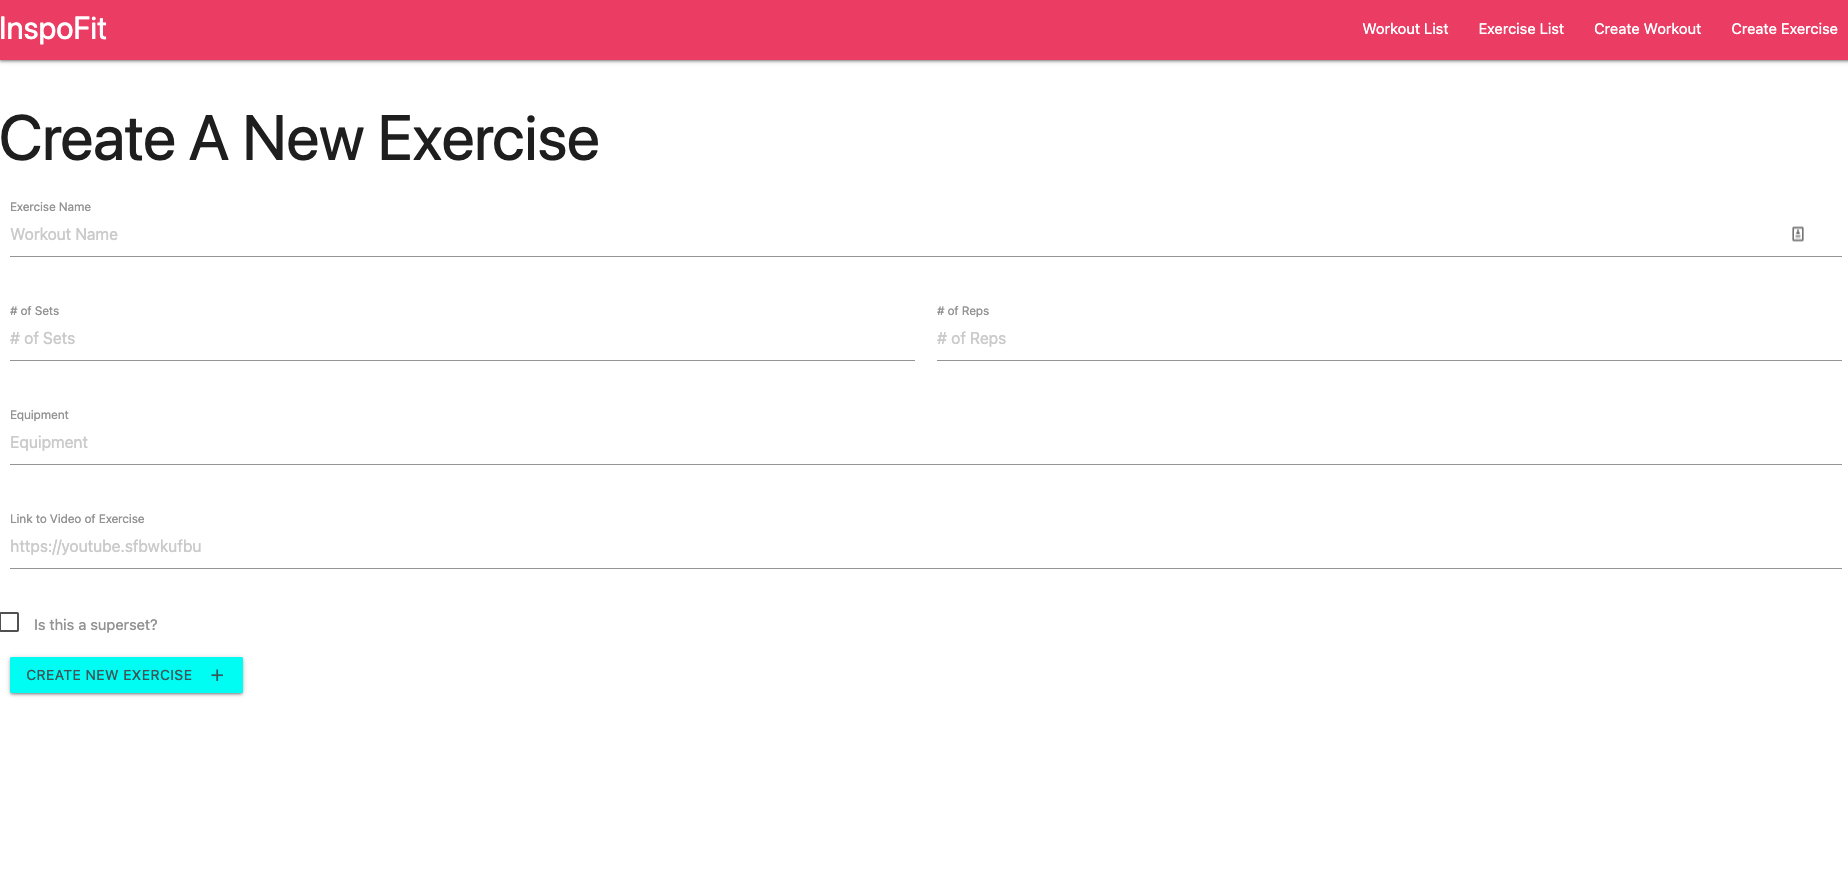 InspoFit Workout List Exercise List Create Workout Create Exercise
Create A New Exercise
Exercise Name
Workout Name
# of Sets # of Reps
# of Sets # of Reps
Equipment
Equipment
Link to Video of Exercise
https://youtube.sfbwkufbu
Is this a superset?
CREATE NEW EXERCISE +